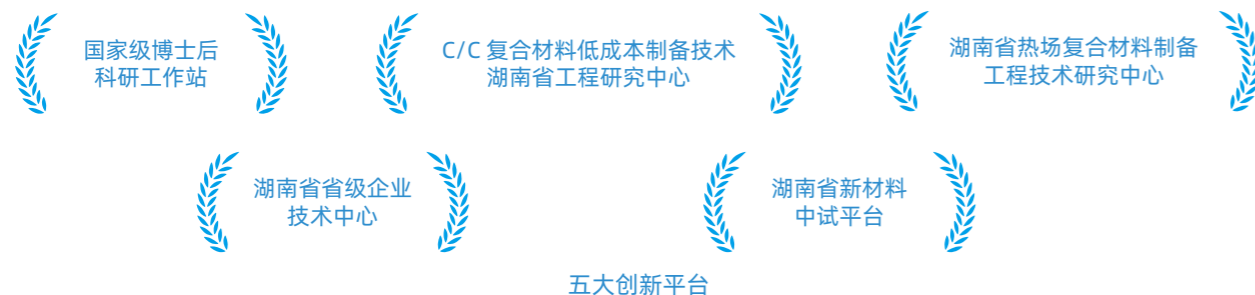 国家级博士后
科研工作站
C/C 复合材料低成本制备技术
湖南省工程研究中心
湖南省热场复合材料制备
工程技术研究中心
湖南省省级企业
技术中心
湖南省新材料
中试平台
五大创新平台